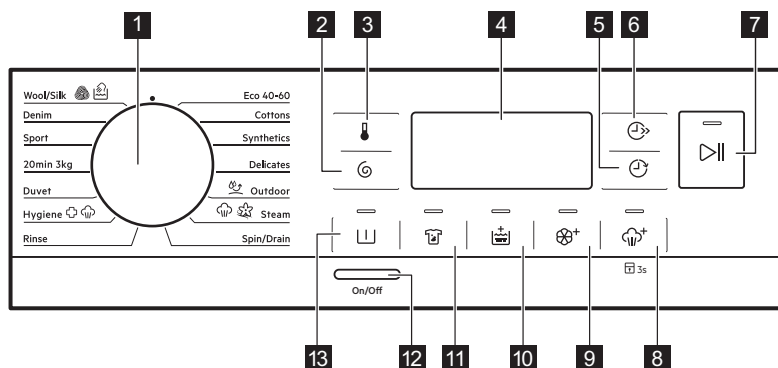 1
2
3
4
5
6
7
Wool/Silk
Denim
Sport
20min 3kg
Duvet
Hygiene
Rinse
Eco 40-60
Cottons
Synthetics
Delicates
Outdoor
Steam
Spin/Drain
3s
On/Off
13
12
11
10
9
8